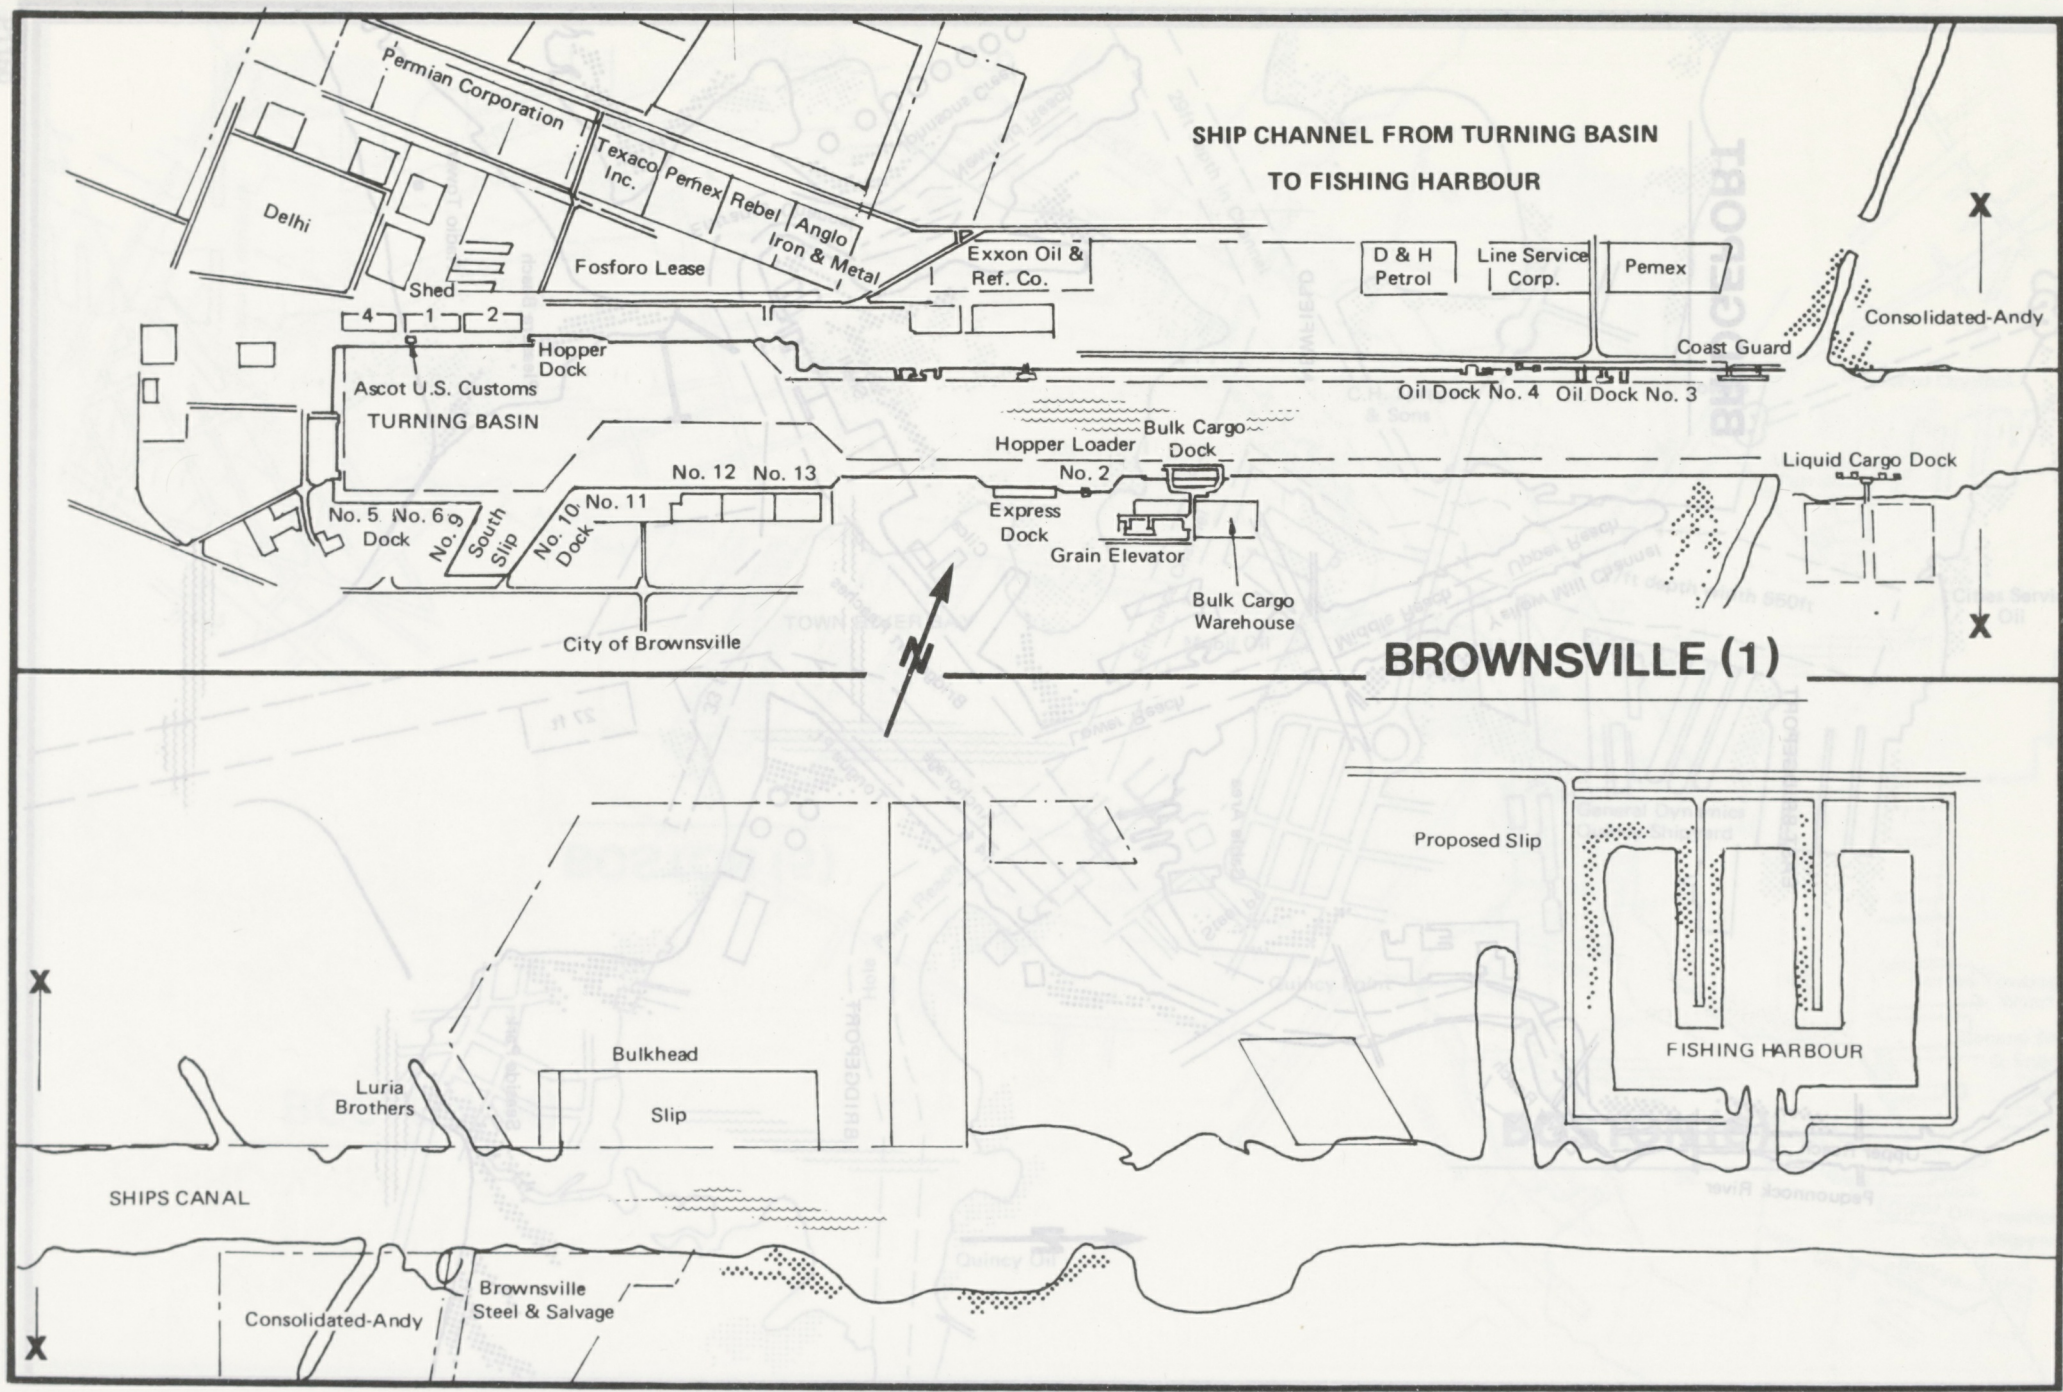 Permian Corporation
Texaco
Inc.
Pemex
Rebel
Anglo
Iron & Metal
SHIP CHANNEL FROM TURNING BASIN
TO FISHING HARBOUR
X
Delhi
Fosforo Lease
Exxon Oil &
Ref. Co.
D & H
Petrol
Line Service
Corp.
Pemex
Shed
4
1
2
Consolidated-Andy
Hopper
Dock
Coast Guard
Ascot U.S. Customs
Oil Dock No. 4
Oil Dock No. 3
TURNING BASIN
Bulk Cargo
Dock
Hopper Loader
No. 2
No. 12
No. 13
Liquid Cargo Dock
No. 5
No. 6
Dock
No. 9
South
Slip
No. 10
Dock
No. 11
Express
Dock
Grain Elevator
Bulk Cargo
Warehouse
City of Brownsville
X
N
BROWNSVILLE (1)
Proposed Slip
X
FISHING HARBOUR
Bulkhead
Luria
Brothers
Slip
SHIPS CANAL
Brownsville
Steel & Salvage
Consolidated-Andy
X